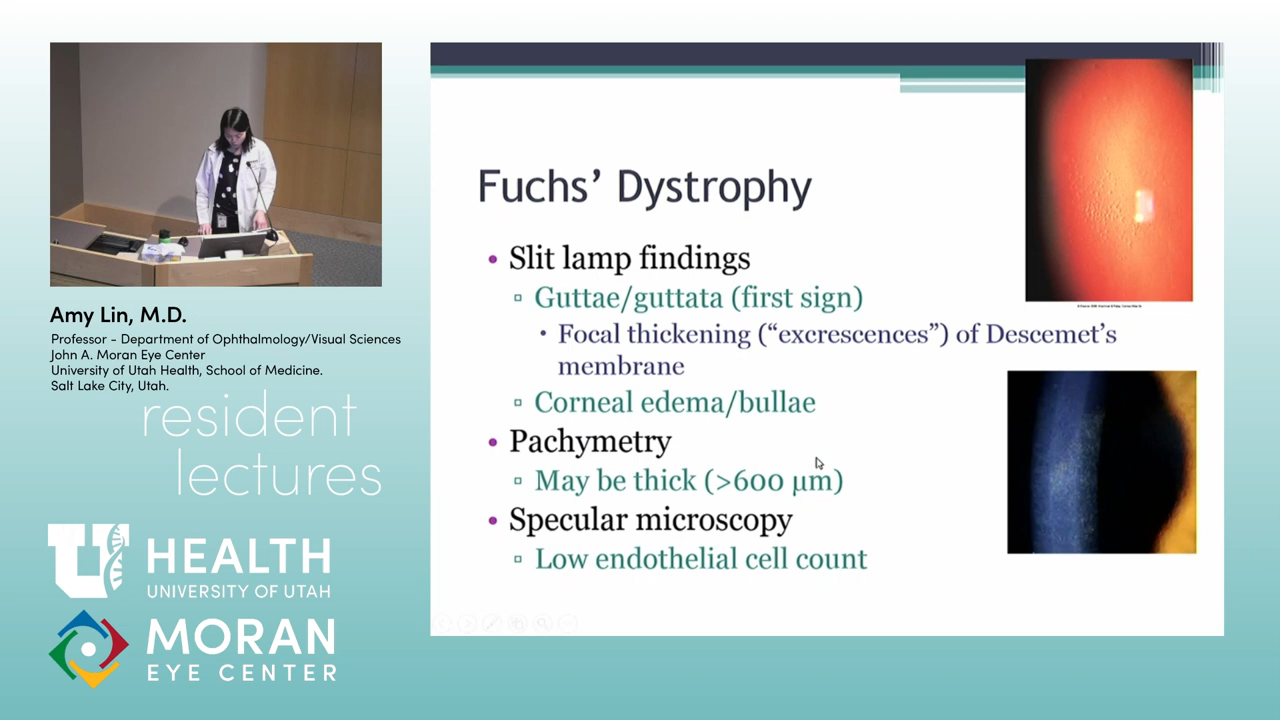 Amy Lin, M.D.
Professor - Department of Ophthalmology/Visual Sciences
John A. Moran Eye Center
University of Utah Health, School of Medicine.
Salt Lake City, Utah.
resident
lectures
U HEALTH
UNIVERSITY OF UTAH
MORAN
EYE CENTER
Fuchs’ Dystrophy
• Slit lamp findings
▫ Guttae/guttata (first sign)
• Focal thickening (“excrescences”) of Descemet’s
membrane
▫ Corneal edema/bullae
• Pachymetry
▫ May be thick (>600 µm)
• Specular microscopy
▫ Low endothelial cell count